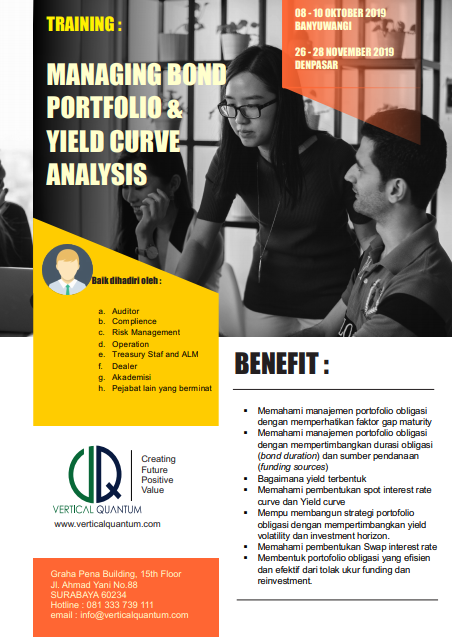 TRAINING :
08 - 10 OKTOBER 2019
BANYUWANGI
26 - 28 NOVEMBER 2019
DENPASAR
MANAGING BOND
PORTFOLIO &
YIELD CURVE
ANALYSIS
Baik dihadiri oleh :
a. Auditor
b. Complience
c. Risk Management
d. Operation
e. Treasury Staf and ALM
f. Dealer
g. Akademisi
h. Pejabat lain yang berminat
BENEFIT :
▪ Memahami manajemen portofolio obligasi
dengan memperhatikan faktor gap maturity
▪ Memahami manajemen portofolio obligasi
dengan mempertimbangkan durasi obligasi
(bond duration) dan sumber pendanaan
(funding sources)
▪ Bagaimana yield terbentuk
▪ Memahami pembentukan spot interest rate
curve dan Yield curve
▪ Mempu membangun strategi portofolio
obligasi dengan mempertimbangkan yield
volatility dan investment horizon.
▪ Memahami pembentukan Swap interest rate
▪ Membentuk portofolio obligasi yang efisien
dan efektif dari tolak ukur funding dan
reinvestment.
Creating
Future
Positive
Value
VERTICAL QUANTUM
www.verticalquantum.com
Graha Pena Building, 15th Floor
Jl. Ahmad Yani No.88
SURABAYA 60234
Hotline : 081 333 739 111
email : info@verticalquantum.com